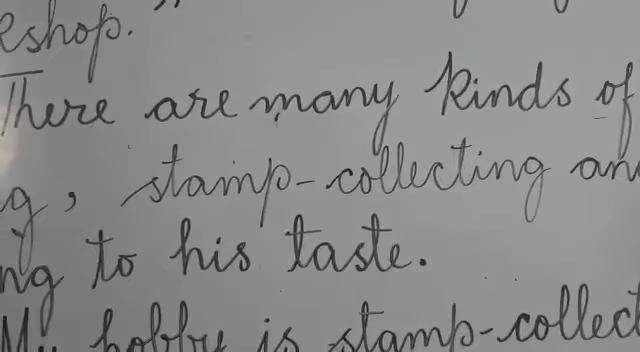 eshop."
There are many kinds of
g, stamp-collecting an
ng to his taste.
My hobby is stamp-collect